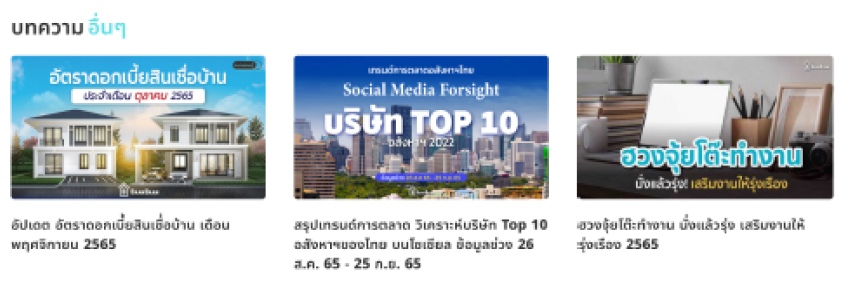 บทความ อื่นๆ
อัตราดอกเบี้ยสินเชื่อบ้าน
ประจำเดือน ตุลาคม 2565
เทรนด์การตลาดอสังหาฯไทย
Social Media Forsight
บริษัท TOP 10
อสังหาฯ 2022
ฮวงจุ้ยโต๊ะทำงาน
นั่งแล้วรุ่ง! เสริมงานให้รุ่งเรือง
อัปเดต อัตราดอกเบี้ยสินเชื่อบ้าน เดือน
พฤศจิกายน 2565
สรุปเทรนด์การตลาด วิเคราะห์บริษัท Top 10
อสังหาฯของไทย บนโซเชียล ข้อมูลช่วง 26
ส.ค. 65 - 25 ก.ย. 65
ฮวงจุ้ยโต๊ะทำงาน นั่งแล้วรุ่ง เสริมงานให้
รุ่งเรือง 2565